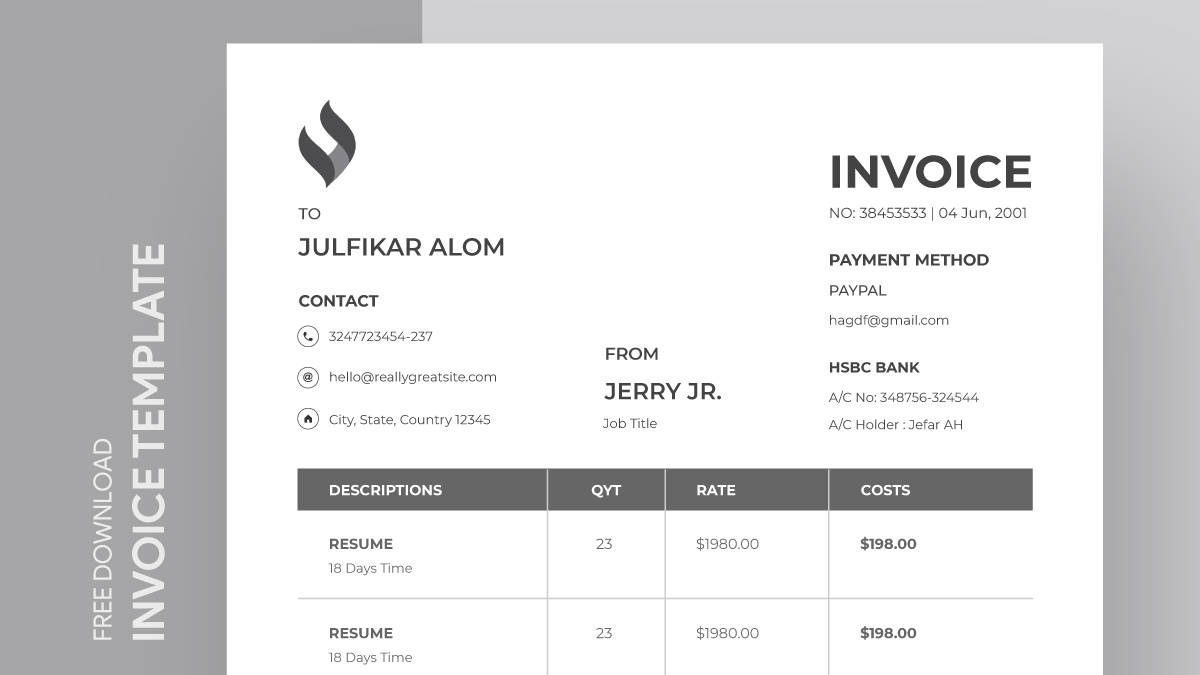 FREE DOWNLOAD
INVOICE TEMPLATE
TO
JULFIKAR ALOM
CONTACT
3247723454-237
hello@reallygreatsite.com
City, State, Country 12345
FROM
JERRY JR.
Job Title
INVOICE
NO: 38453533 | 04 Jun, 2001
PAYMENT METHOD
PAYPAL
hagdf@gmail.com
HSBC BANK
A/C No: 348756-324544
A/C Holder : Jefar AH
DESCRIPTIONS QYT RATE COSTS
RESUME 23 $1980.00 $198.00
18 Days Time
RESUME 23 $1980.00 $198.00
18 Days Time